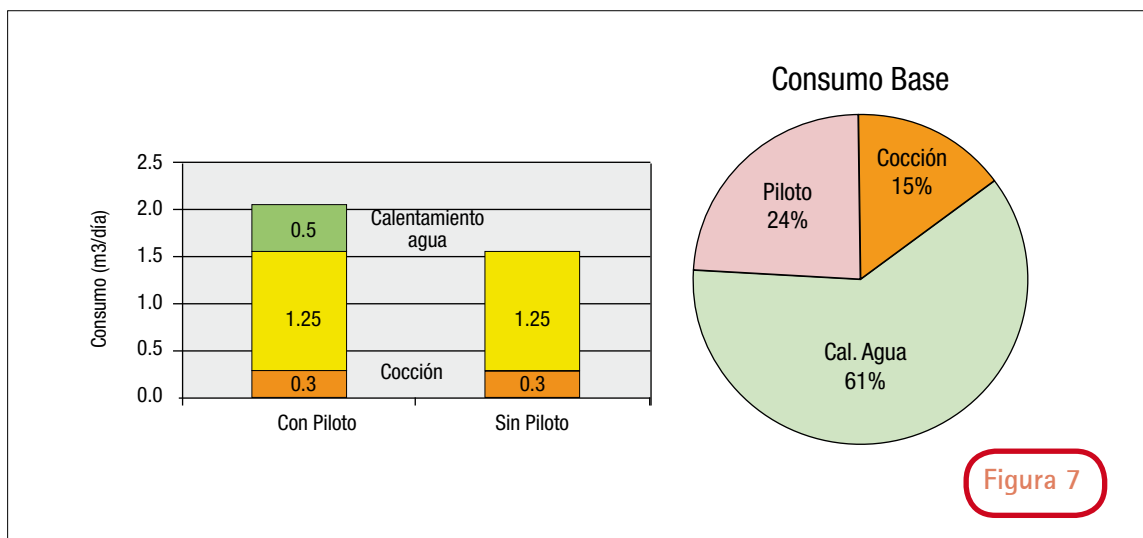 Consumo (m3/día)
2.5
2.0
1.5
1.0
0.5
0.0
0.5
1.25
0.3
Calentamiento
agua
Cocción
1.25
0.3
Con Piloto
Sin Piloto
Consumo Base
Piloto
24%
Cocción
15%
Cal. Agua
61%
Figura 7